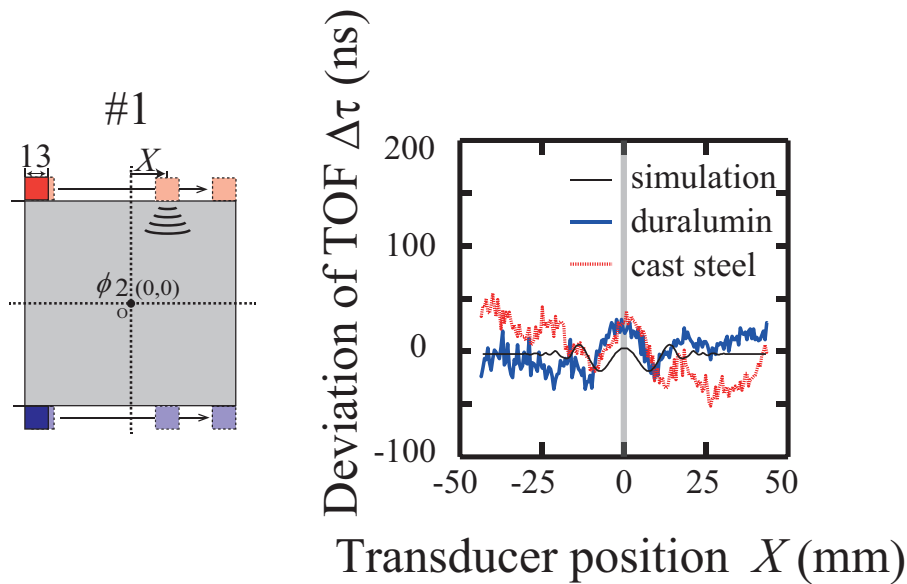 #1
13
X
ϕ 2 (0,0)
O
Deviation of TOF Δτ (ns)
200
100
0
-100
simulation
duralumin
cast steel
-50
-25
0
25
50
Transducer position X (mm)